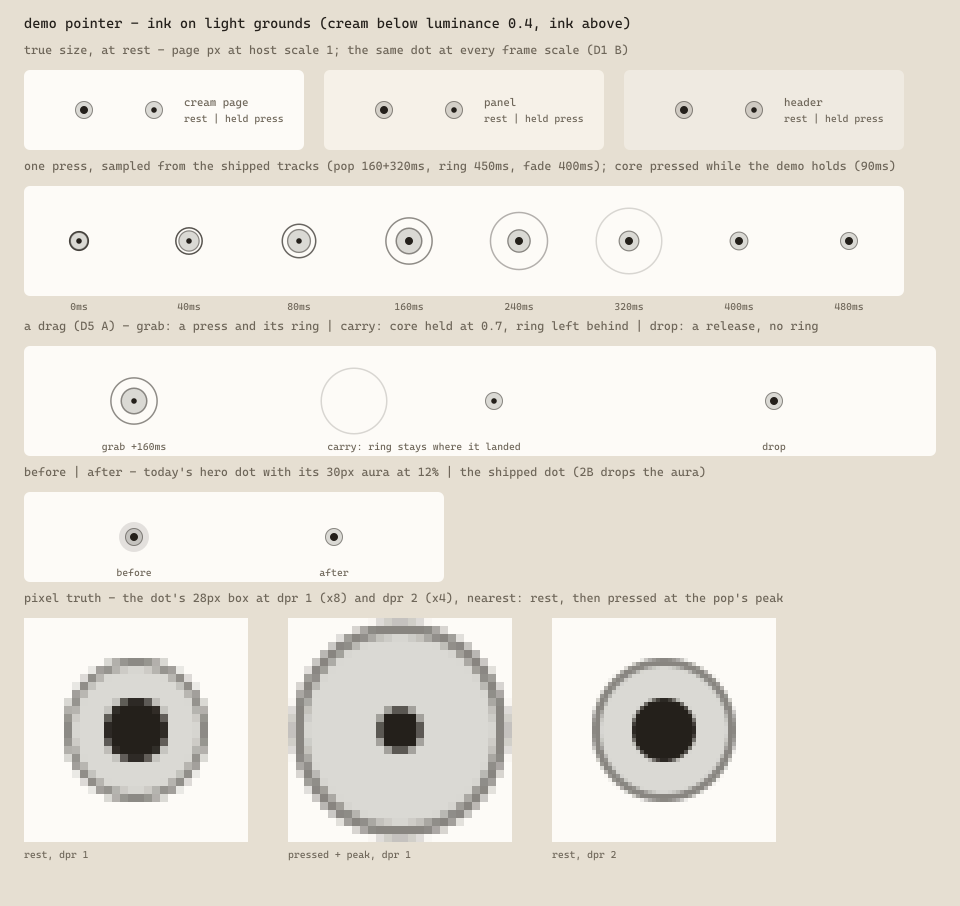 demo pointer — ink on light grounds (cream below luminance 0.4, ink above)
true size, at rest — page px at host scale 1; the same dot at every frame scale (D1 B)
cream page
rest | held press
panel
rest | held press
header
rest | held press
one press, sampled from the shipped tracks (pop 160+320ms, ring 450ms, fade 400ms); core pressed while the demo holds (90ms)
0ms
40ms
80ms
160ms
240ms
320ms
400ms
480ms
a drag (D5 A) — grab: a press and its ring | carry: core held at 0.7, ring left behind | drop: a release, no ring
grab +160ms
carry: ring stays where it landed
drop
before | after — today's hero dot with its 30px aura at 12% | the shipped dot (2B drops the aura)
before
after
pixel truth — the dot's 28px box at dpr 1 (x8) and dpr 2 (x4), nearest: rest, then pressed at the pop's peak
rest, dpr 1
pressed + peak, dpr 1
rest, dpr 2